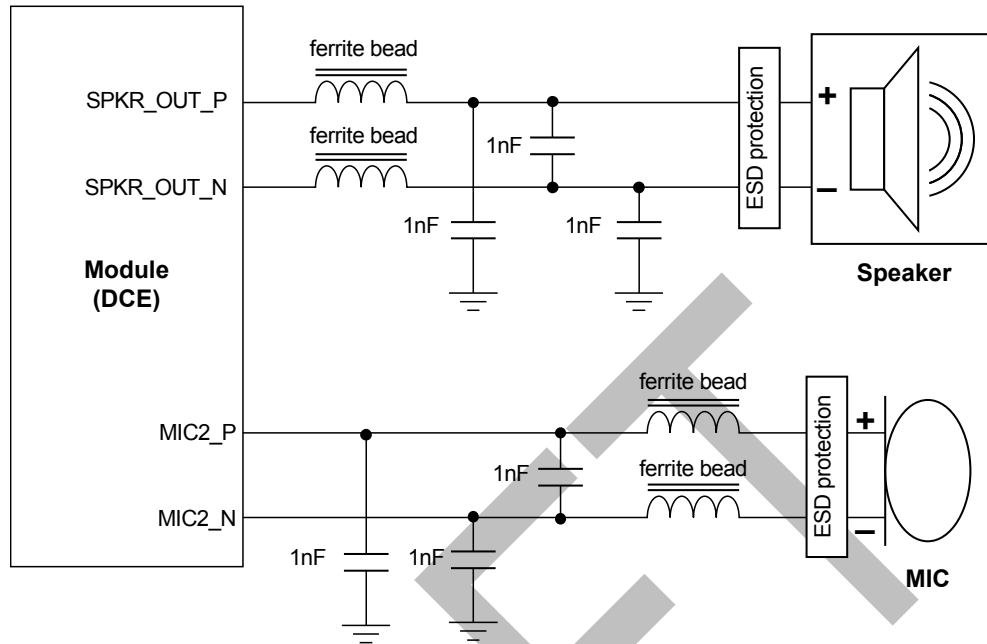 ferrite bead
SPKR_OUT_P
ferrite bead
1nF
SPKR_OUT_N
1nF
1nF
ESD protection
+
−
Speaker
Module
(DCE)
ferrite bead
MIC2_P
ferrite bead
1nF
MIC2_N
1nF
1nF
ESD protection
+
−
MIC